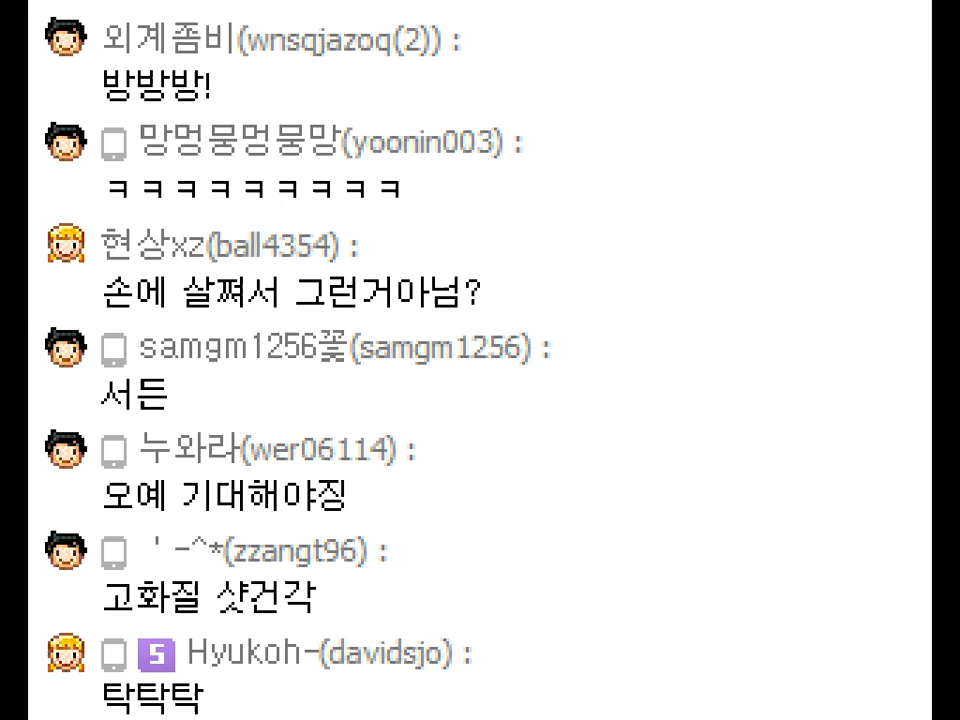 외계좀비(wnsqjazoq(2)) :
방방방!
망멍뭉멍뭉망(yoonin003) :
ㅋㅋㅋㅋㅋㅋㅋㅋㅋ
현상xz(ball4354) :
손에 살쪄서 그런거아님?
samgm1256꽃(samgm1256) :
서든
누와라(wer06114) :
오예 기대해야징
' -^*(zzangt96) :
고화질 샷건각
S Hyukoh-(davidsjo) :
탁탁탁